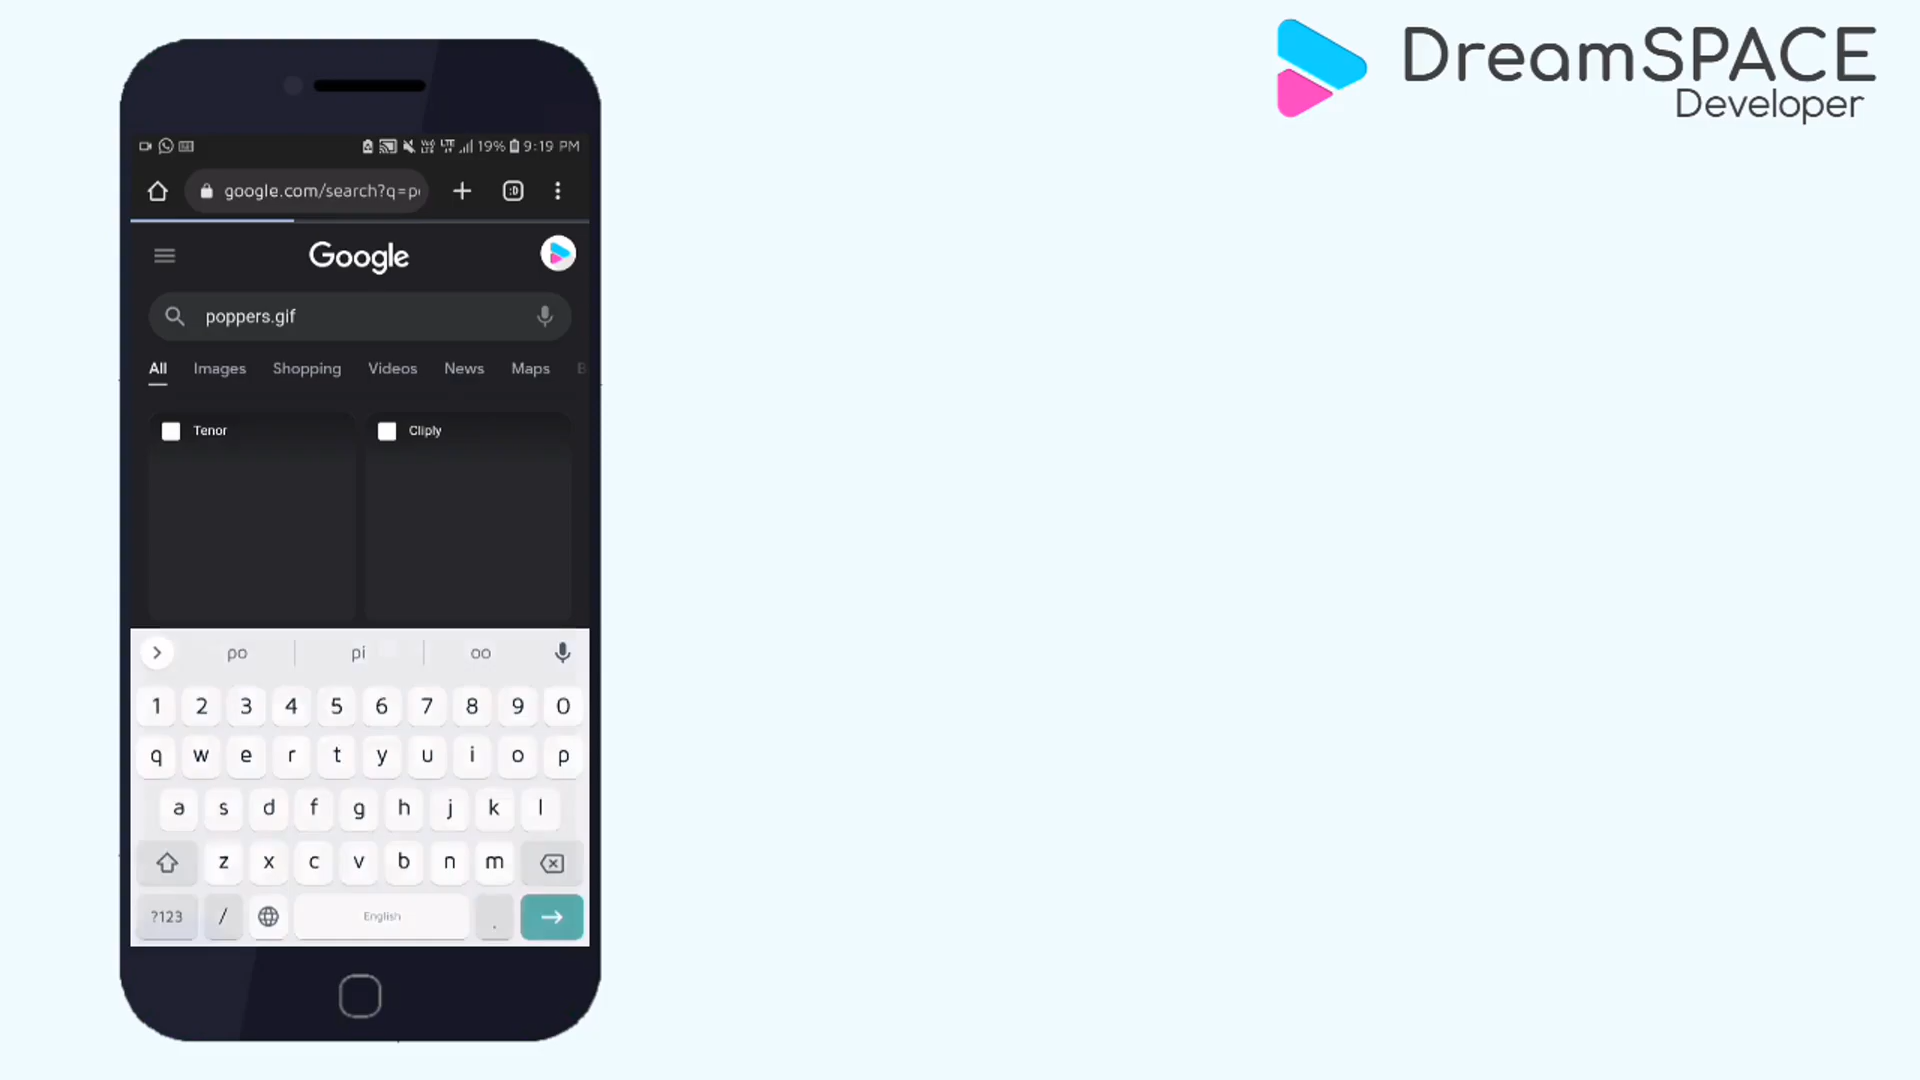 DreamSPACE
Developer
19% 9:19 PM
google.com/search?q=p
:D
Google
poppers.gif
All Images Shopping Videos News Maps B
Tenor Cliply
po pi oo
1 2 3 4 5 6 7 8 9 0
q w e r t y u i o p
a s d f g h j k l
z x c v b n m
?123 / English .